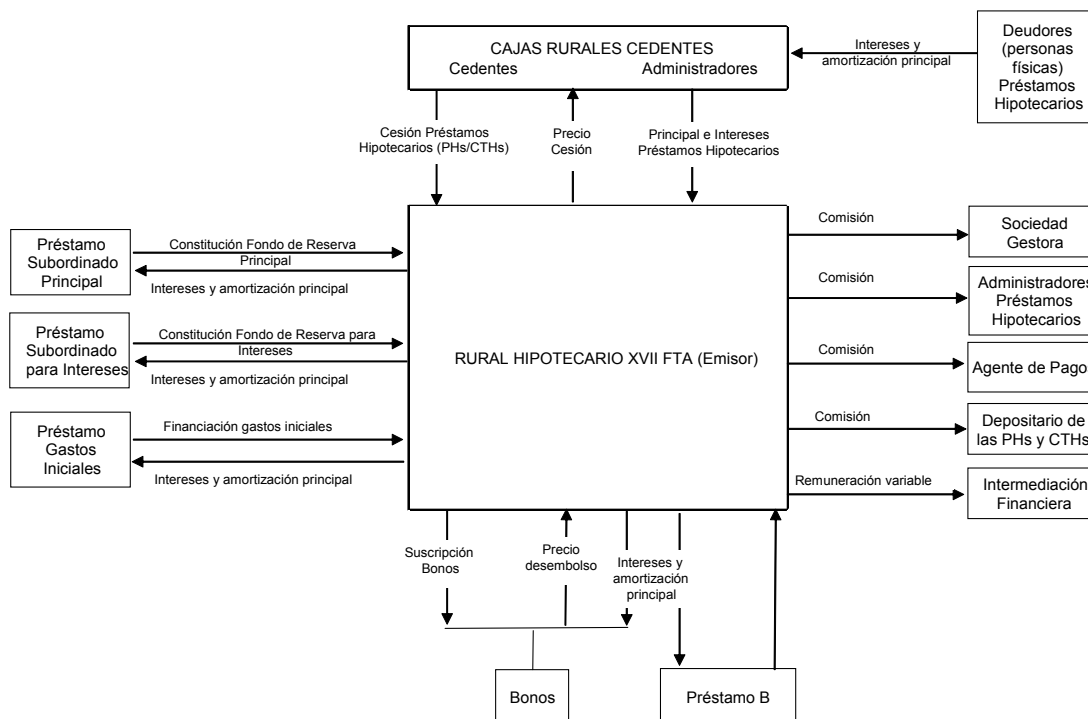 CAJAS RURALES CEDENTES
Cedentes
Administradores
Intereses y
amortización principal
Deudores
(personas
físicas)
Préstamos
Hipotecarios
Cesión Préstamos
Hipotecarios (PHs/CTHs)
Precio
Cesión
Principal e Intereses
Préstamos Hipotecarios
Préstamo
Subordinado
Principal
Constitución Fondo de Reserva
Principal
Intereses y amortización principal
Préstamo
Subordinado
para Intereses
Constitución Fondo de Reserva para
Intereses
Intereses y amortización principal
Préstamo
Gastos
Iniciales
Financiación gastos iniciales
Intereses y amortización principal
RURAL HIPOTECARIO XVII FTA (Emisor)
Comisión
Sociedad
Gestora
Comisión
Administradores
Préstamos
Hipotecarios
Comisión
Agente de Pagos
Comisión
Depositario de
las PHs y CTHs
Remuneración variable
Intermediación
Financiera
Suscripción
Bonos
Precio
desembolso
Intereses y
amortización
principal
Bonos
Préstamo B